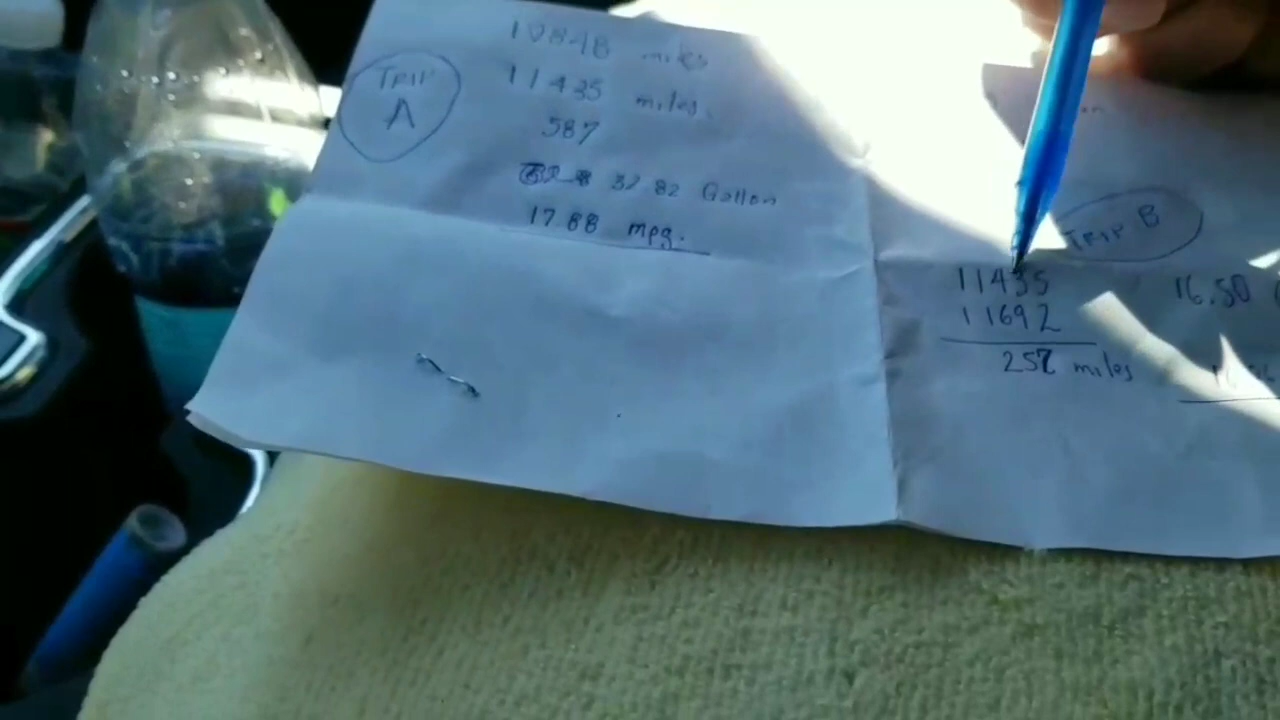 TRIP
A
10848 miles
11435 miles.
587
32 82 Gallon
17.88 mpg.
TRIP B
11435
11692
257 miles
16.50